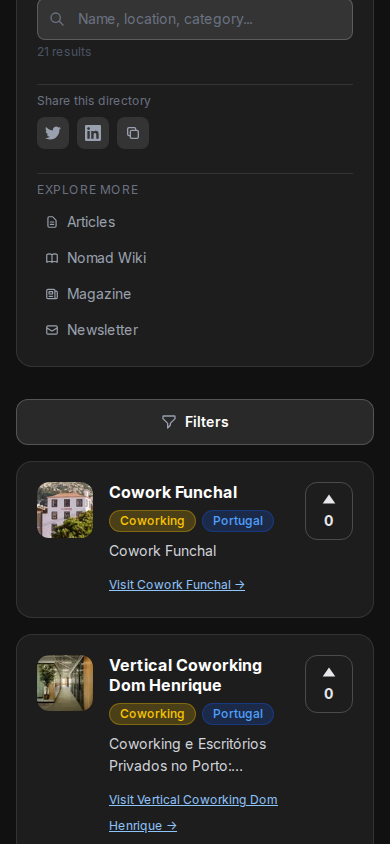 Name, location, category...
21 results
Share this directory
EXPLORE MORE
Articles
Nomad Wiki
Magazine
Newsletter
Filters
Cowork Funchal
0
Coworking Portugal
Cowork Funchal
Visit Cowork Funchal →
Vertical Coworking
Dom Henrique
0
Coworking Portugal
Coworking e Escritórios
Privados no Porto:...
Visit Vertical Coworking Dom
Henrique →